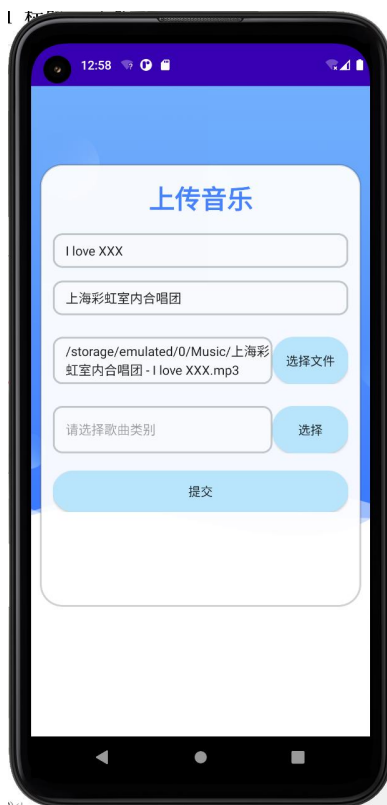 12:58
上传音乐
I love XXX
上海彩虹室内合唱团
/storage/emulated/0/Music/上海彩
虹室内合唱团 - I love XXX.mp3
选择文件
请选择歌曲类别
选择
提交